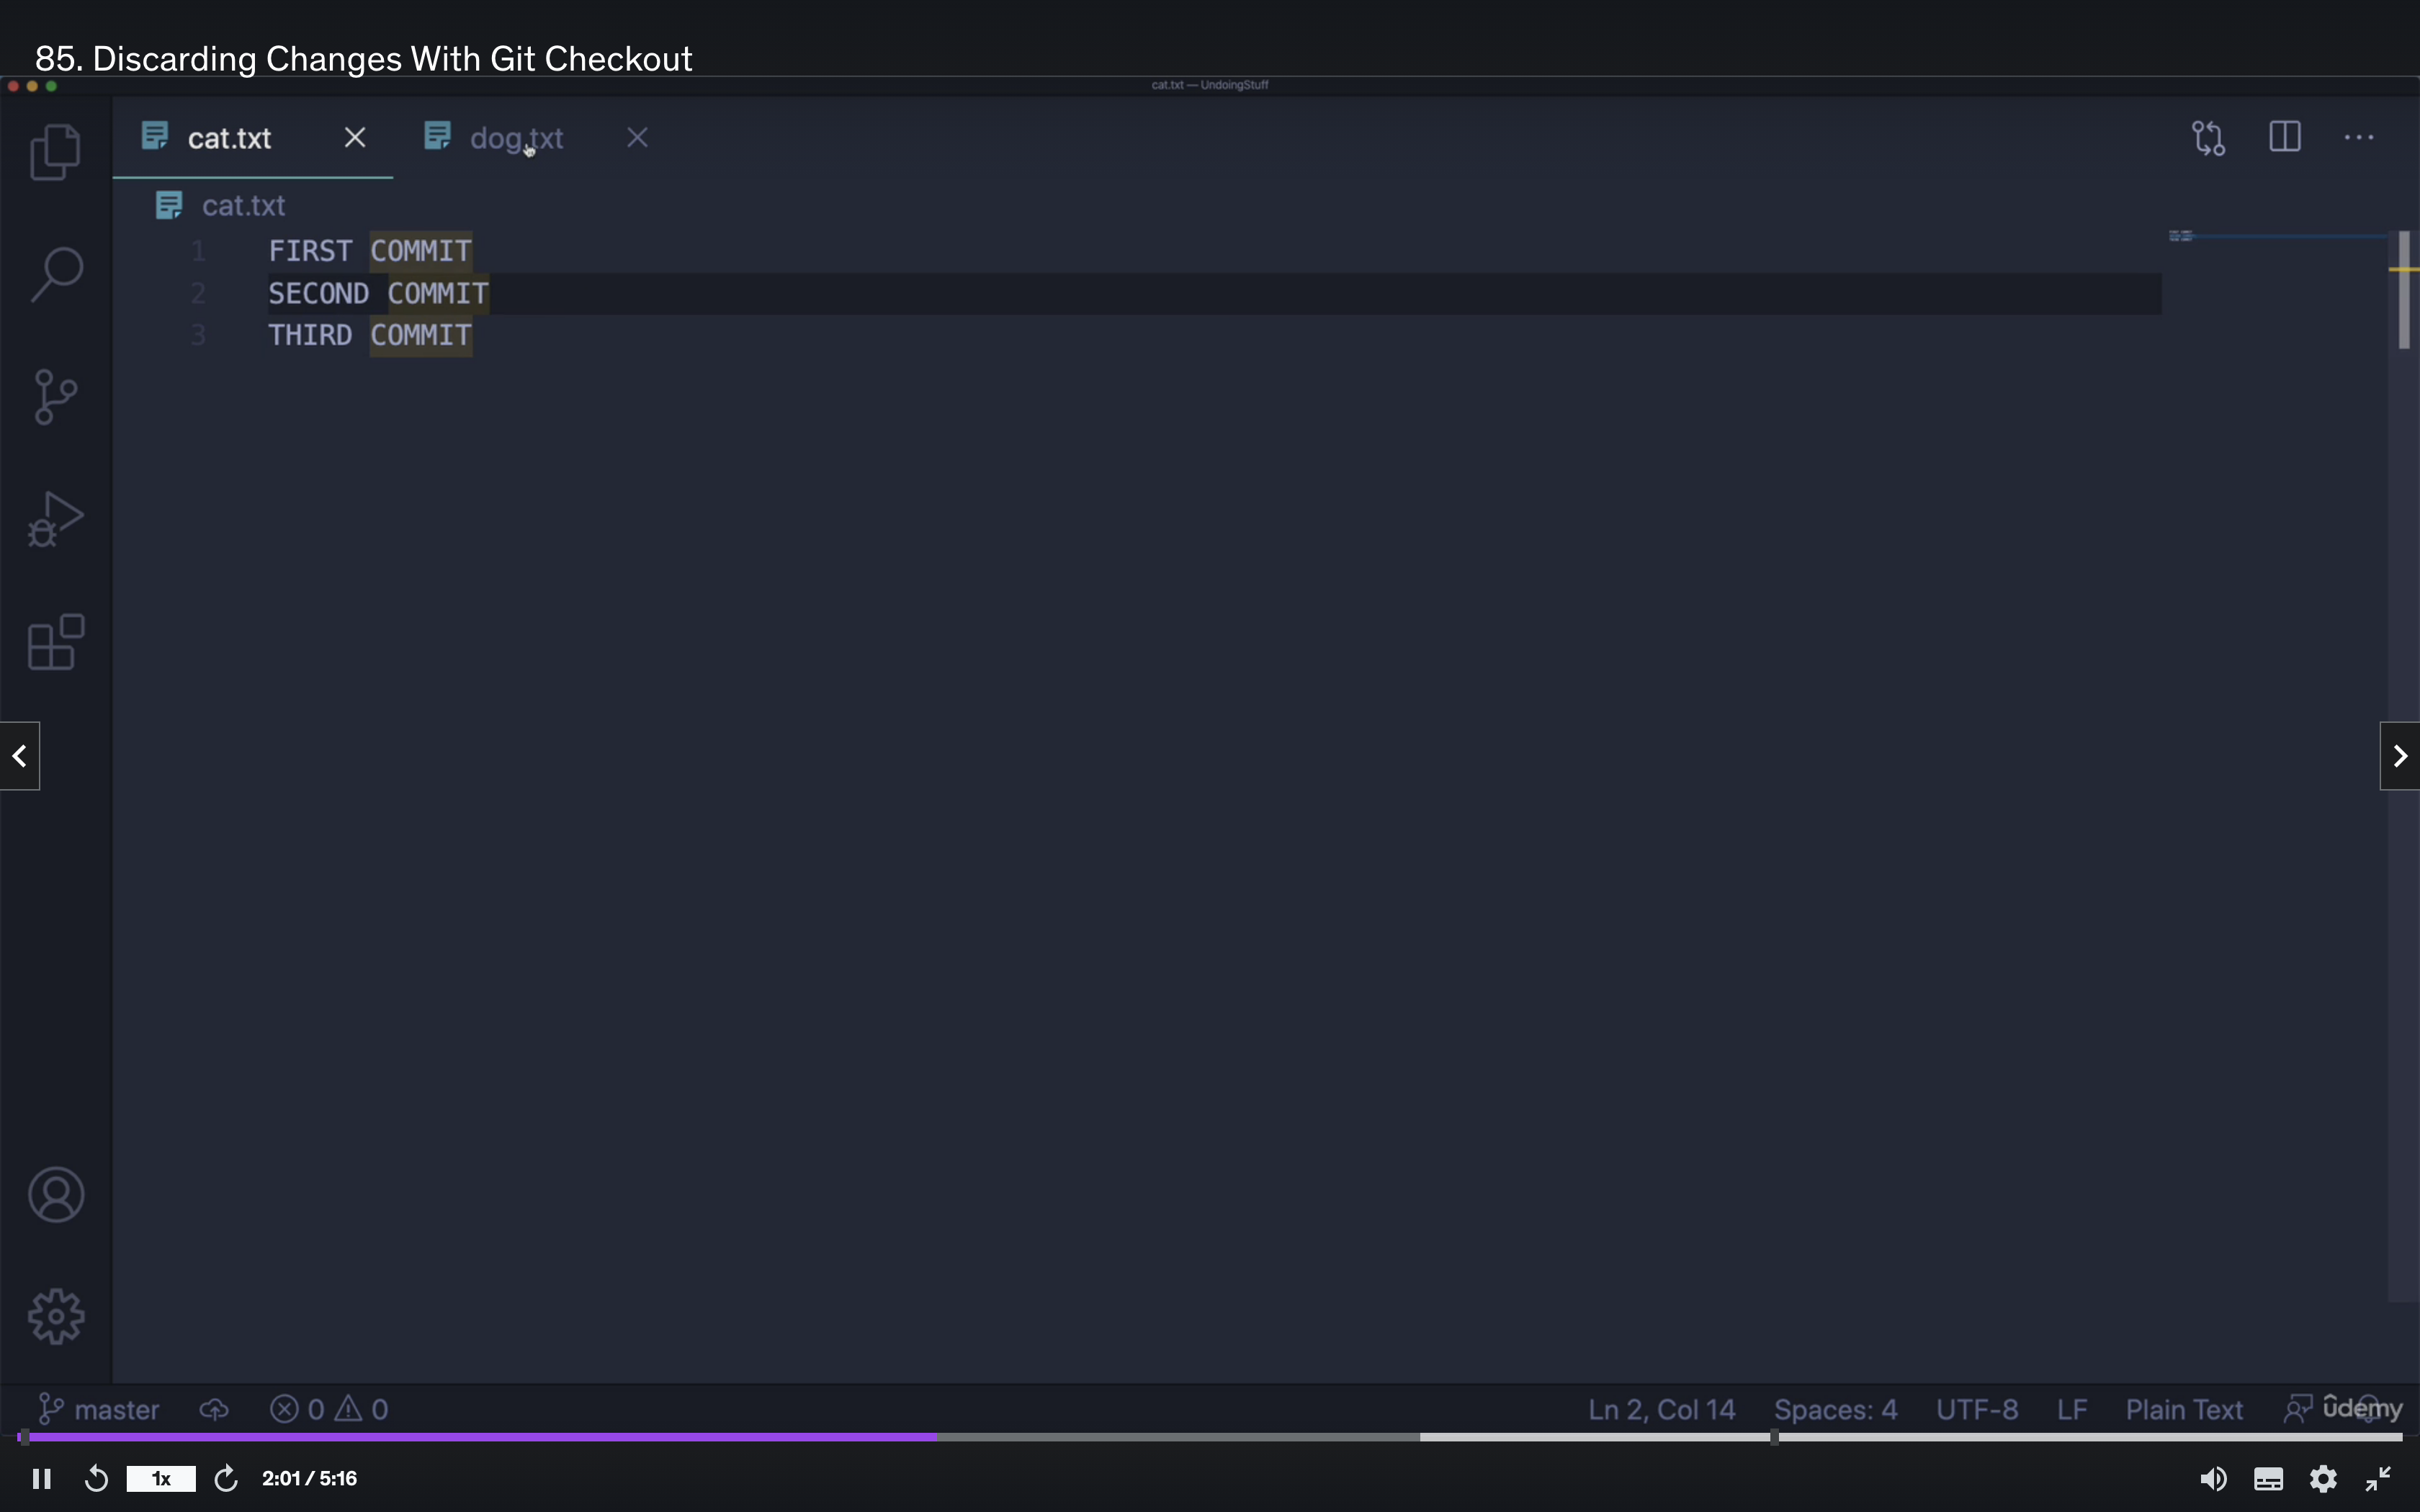 85. Discarding Changes With Git Checkout
cat.txt — UndoingStuff
cat.txt
dog.txt
cat.txt
1 FIRST COMMIT
2 SECOND COMMIT
3 THIRD COMMIT
master 0 0 Ln 2, Col 14 Spaces: 4 UTF-8 LF Plain Text ûdemy
1x 2:01 / 5:16